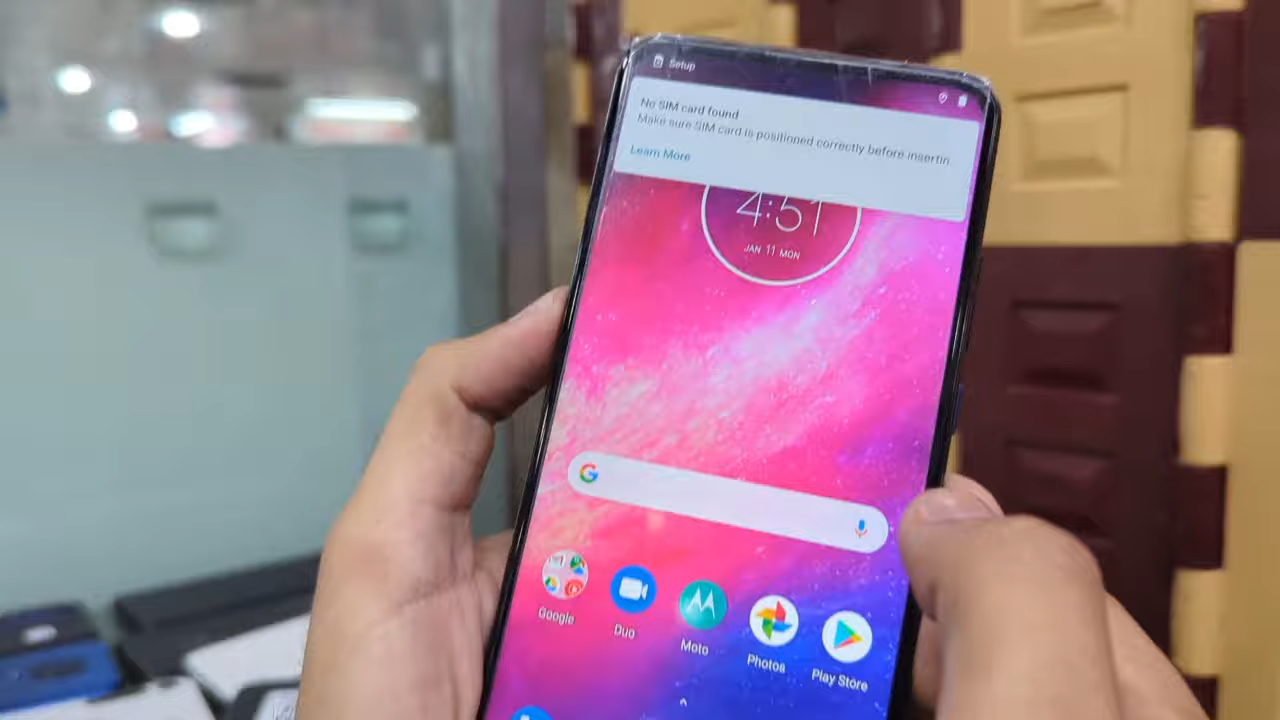 Setup
No SIM card found
Make sure SIM card is positioned correctly before insertin
Learn More
4:51
JAN 11 MON
G
Google
Duo
Moto
Photos
Play Store